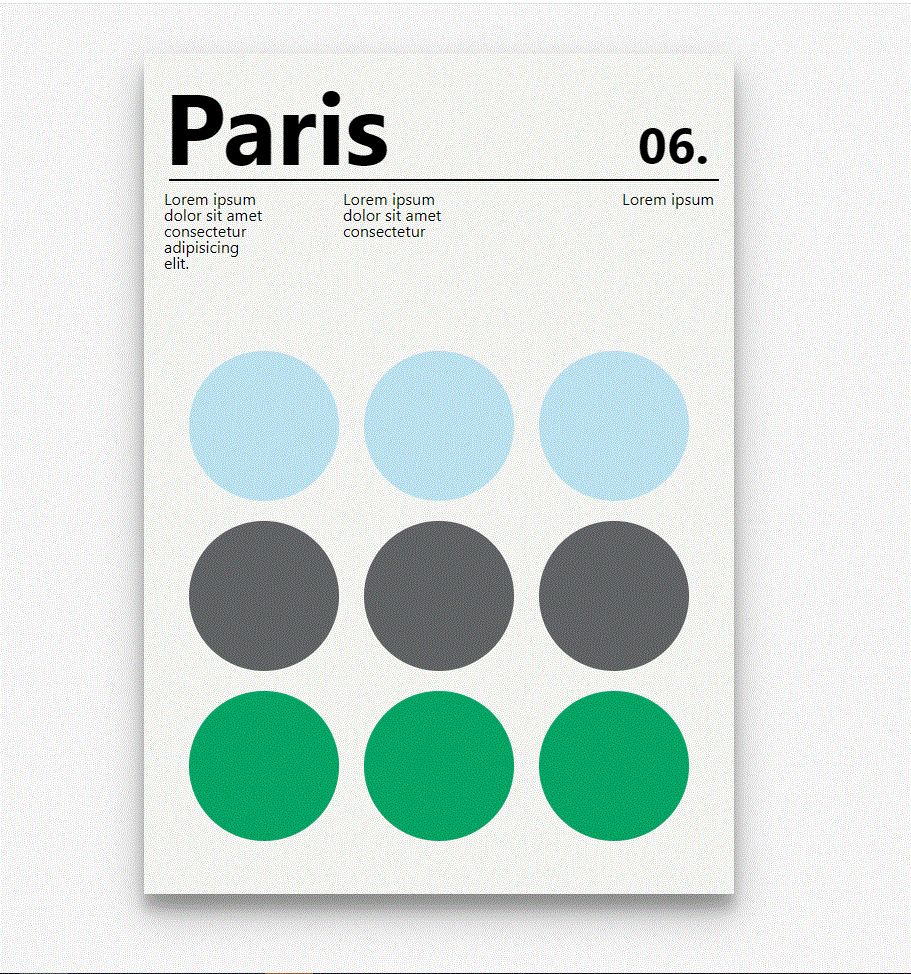 Paris
06.
Lorem ipsum
dolor sit amet
consectetur
adipisicing
elit.
Lorem ipsum
dolor sit amet
consectetur
Lorem ipsum